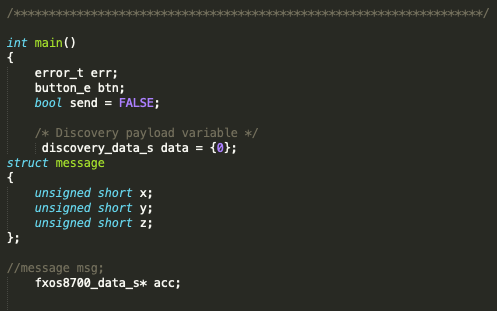 /*******************************************************************/
int main()
{
error_t err;
button_e btn;
bool send = FALSE;
/* Discovery payload variable */
discovery_data_s data = {0};
struct message
{
unsigned short x;
unsigned short y;
unsigned short z;
};
//message msg;
fxos8700_data_s* acc;